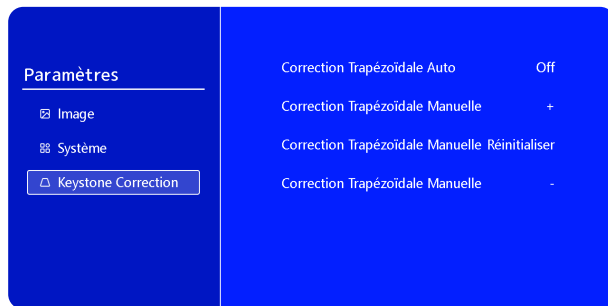 Paramètres
Image
Système
Keystone Correction
Correction Trapézoïdale Auto Off
Correction Trapézoïdale Manuelle +
Correction Trapézoïdale Manuelle Réinitialiser
Correction Trapézoïdale Manuelle -